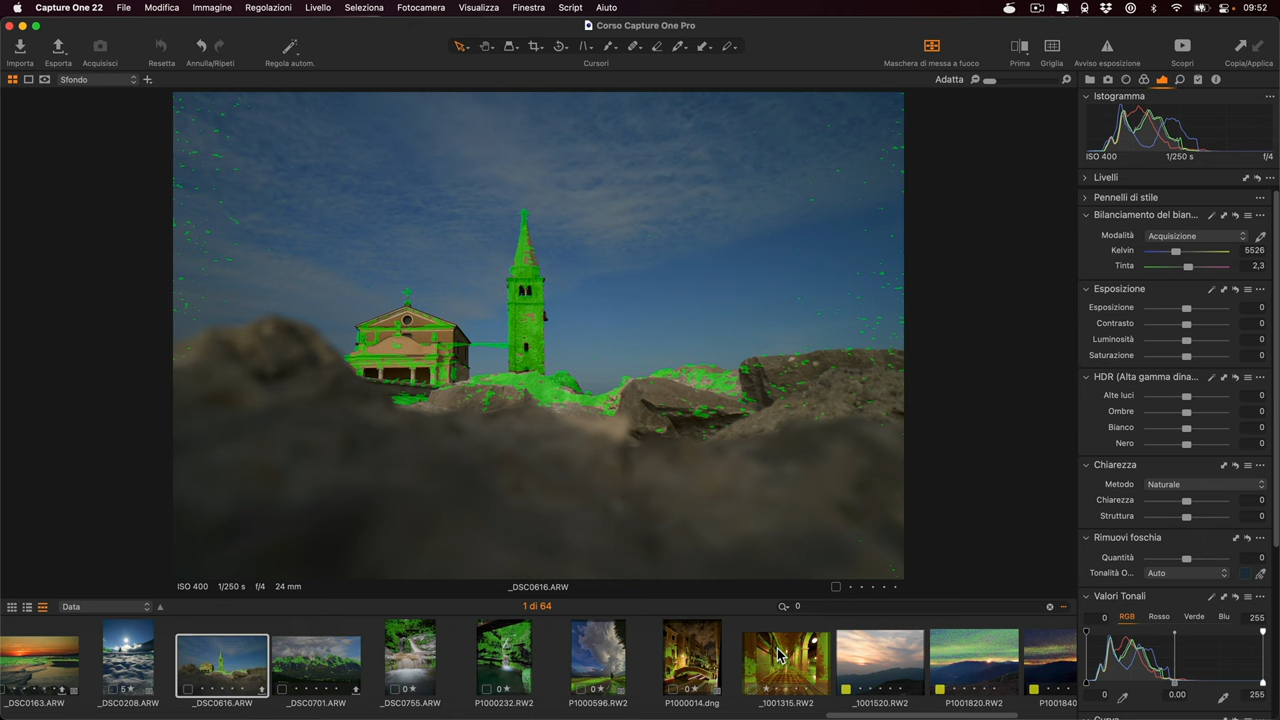 Capture One 22 File Modifica Immagine Regolazioni Livello Seleziona Fotocamera Visualizza Finestra Script Aiuto 09:52
Corso Capture One Pro
Importa Esporta Acquisisci Resetta Annulla/Ripeti Regola autom. Cursori Maschera di messa a fuoco Prima Griglia Avviso esposizione Scopri Copia/Applica
Sfondo Adatta
Istogramma
ISO 400 1/250 s f/4
Livelli
Pennelli di stile
Bilanciamento del bian...
Modalità Acquisizione
Kelvin 5526
Tinta 2,3
Esposizione
Esposizione 0
Contrasto 0
Luminosità 0
Saturazione 0
HDR (Alta gamma dina...
Alte luci 0
Ombre 0
Bianco 0
Nero 0
Chiarezza
Metodo Naturale
Chiarezza 0
Struttura 0
Rimuovi foschia
Quantità 0
Tonalità O... Auto
Valori Tonali
0 RGB Rosso Verde Blu 255
0 0.00 255
ISO 400 1/250 s f/4 24 mm _DSC0616.ARW
Data 1 di 64 0
5 0 0 0 0
_DSC0163.ARW _DSC0208.ARW _DSC0616.ARW _DSC0701.ARW _DSC0755.ARW P1000232.RW2 P1000596.RW2 P1000014.dng _1001315.RW2 _1001520.RW2 P1001820.RW2 P1001840